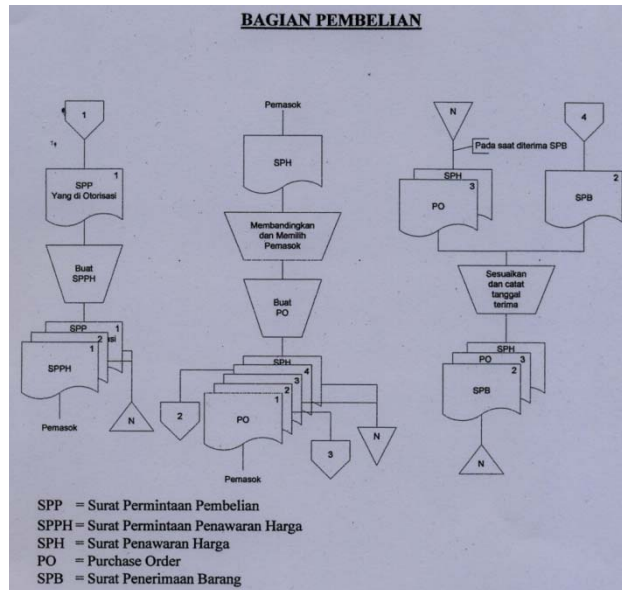 BAGIAN PEMBELIAN
1
1
SPP
Yang di Otorisasi
Buat
SPPH
SPP 1
2
1
SPPH
Pemasok
N
Pemasok
SPH
Membandingkan
dan Memilih
Pemasok
Buat
PO
SPH
4
3
2
1
PO
2
3
N
Pemasok
N
Pada saat diterima SPB
SPH
3
PO
4
2
SPB
Sesuaikan
dan catat
tanggal
terima
SPH
PO 3
2
SPB
N
SPP = Surat Permintaan Pembelian
SPPH = Surat Permintaan Penawaran Harga
SPH = Surat Penawaran Harga
PO = Purchase Order
SPB = Surat Penerimaan Barang